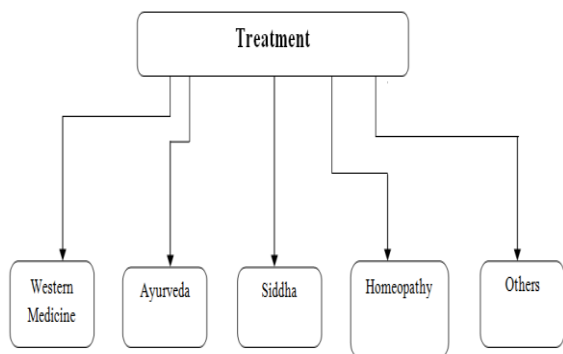 Treatment
Western
Medicine
Ayurveda
Siddha
Homeopathy
Others